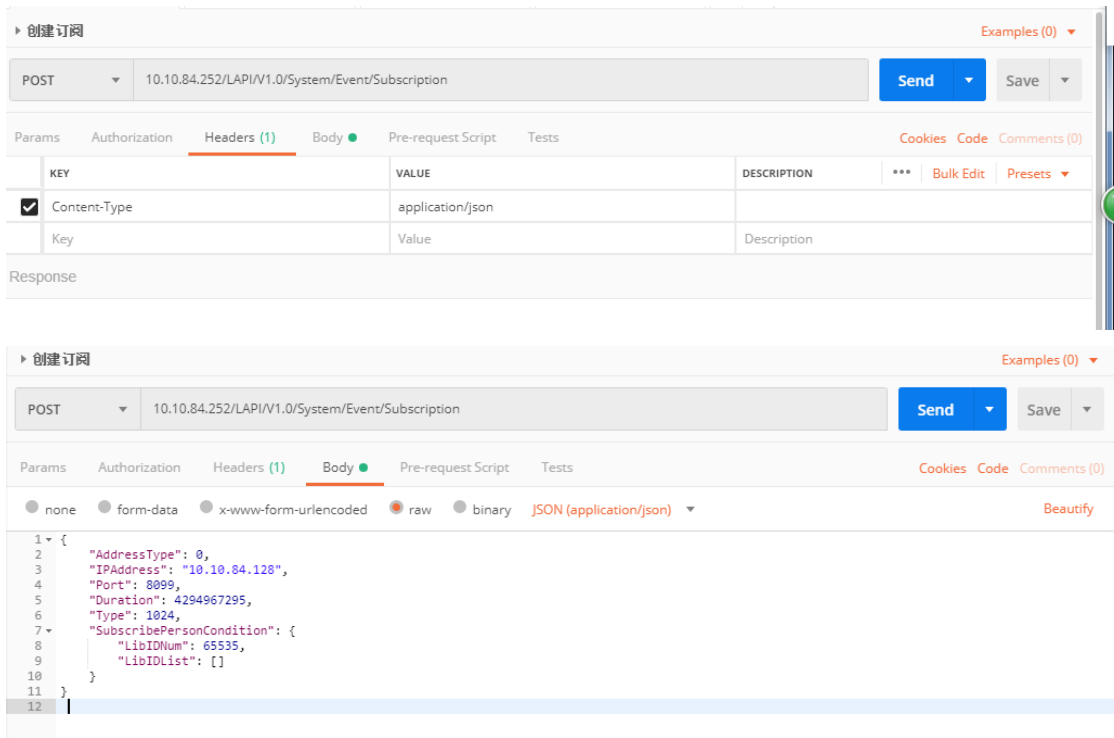 创建订阅 Examples (0)
POST 10.10.84.252/LAPI/V1.0/System/Event/Subscription Send Save
Params Authorization Headers (1) Body Pre-request Script Tests Cookies Code Comments (0)
KEY VALUE DESCRIPTION ••• Bulk Edit Presets
Content-Type application/json
Key Value Description
Response
创建订阅 Examples (0)
POST 10.10.84.252/LAPI/V1.0/System/Event/Subscription Send Save
Params Authorization Headers (1) Body Pre-request Script Tests Cookies Code Comments (0)
none form-data x-www-form-urlencoded raw binary JSON (application/json) Beautify
1 {
2 "AddressType": 0,
3 "IPAddress": "10.10.84.128",
4 "Port": 8099,
5 "Duration": 4294967295,
6 "Type": 1024,
7 "SubscribePersonCondition": {
8 "LibIDNum": 65535,
9 "LibIDList": []
10 }
11 }
12